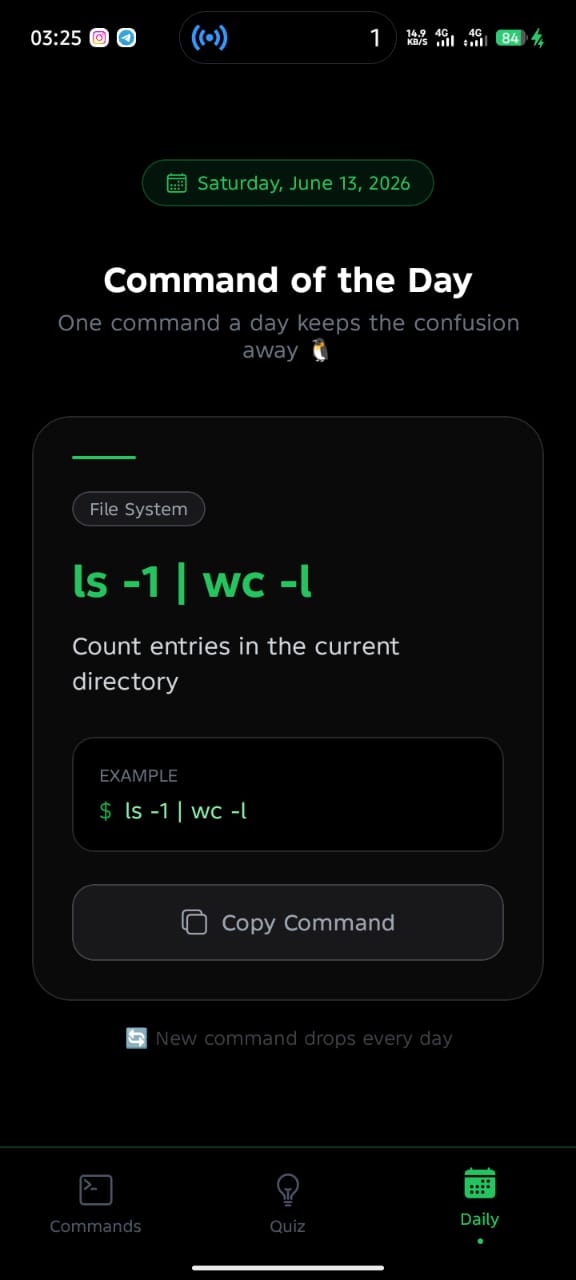 03:25
1
14.9 KB/S 4G 4G 84
Saturday, June 13, 2026
Command of the Day
One command a day keeps the confusion
away 🐧
File System
ls -1 | wc -l
Count entries in the current
directory
EXAMPLE
$ ls -1 | wc -l
Copy Command
🔄 New command drops every day
Commands
Quiz
Daily